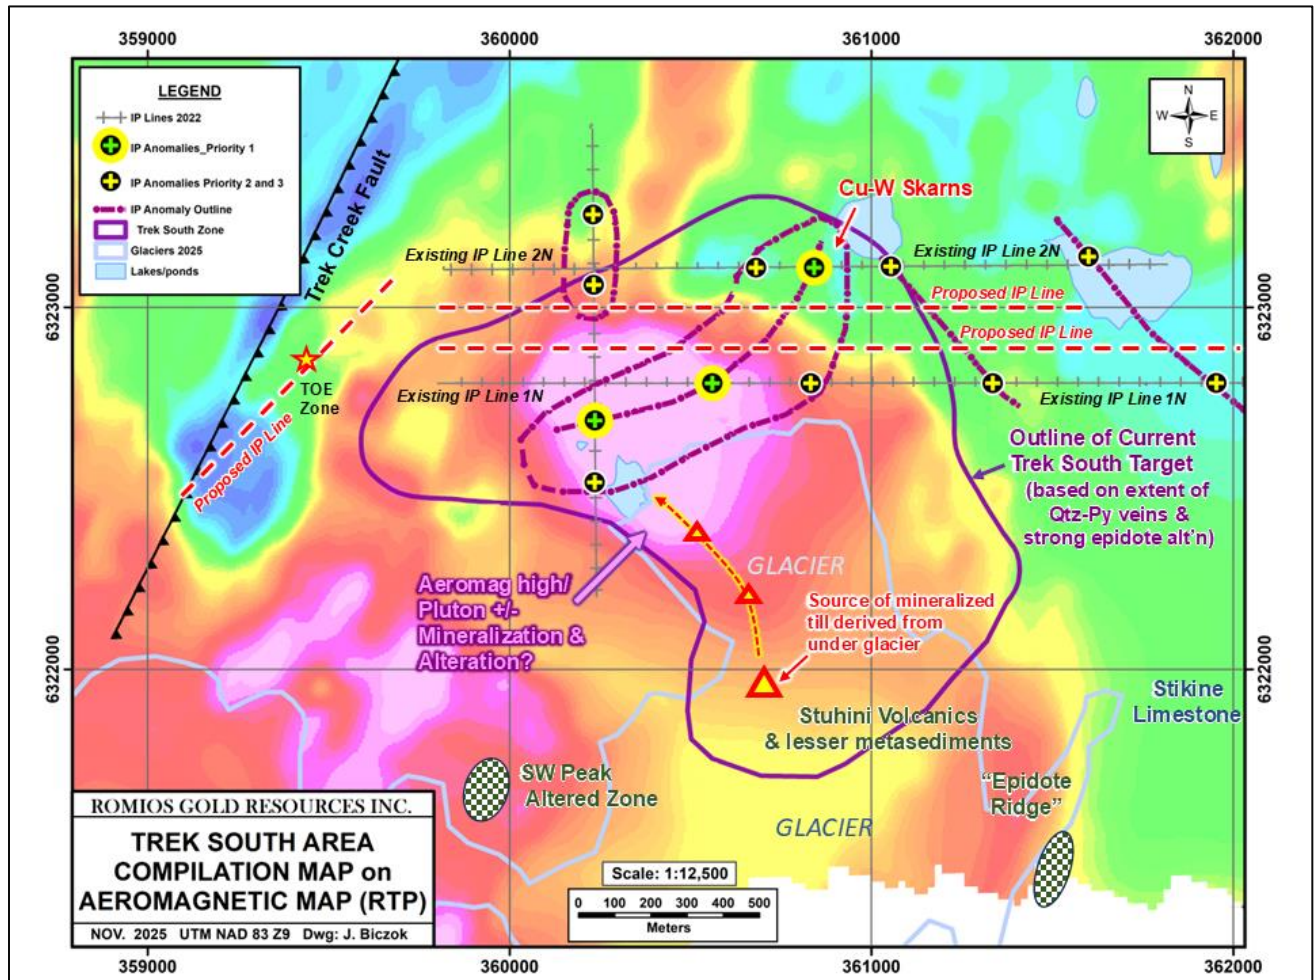 359000
360000
361000
362000
LEGEND
IP Lines 2022
IP Anomalies_Priority 1
IP Anomalies Priority 2 and 3
IP Anomaly Outline
Trek South Zone
Glaciers 2025
Lakes/ponds
N
W E
S
Trek Creek Fault
Cu-W Skarns
Existing IP Line 2N
Existing IP Line 2N
6323000
Proposed IP Line
6323000
Proposed IP Line
TOE
Zone
Existing IP Line 1N
Existing IP Line 1N
Proposed IP Line
Outline of Current
Trek South Target
(based on extent of
Qtz-Py veins &
strong epidote alt'n)
GLACIER
Aeromag high/
Pluton +/-
Mineralization &
Alteration?
Source of mineralized
till derived from
under glacier
6322000
6322000
Stikine
Limestone
Stuhini Volcanics
& lesser metasediments
SW Peak
Altered Zone
"Epidote
Ridge"
GLACIER
ROMIOS GOLD RESOURCES INC.
TREK SOUTH AREA
COMPILATION MAP on
AEROMAGNETIC MAP (RTP)
NOV. 2025 UTM NAD 83 Z9 Dwg: J. Biczok
Scale: 1:12,500
0 100 200 300 400 500
Meters
359000
360000
361000
362000